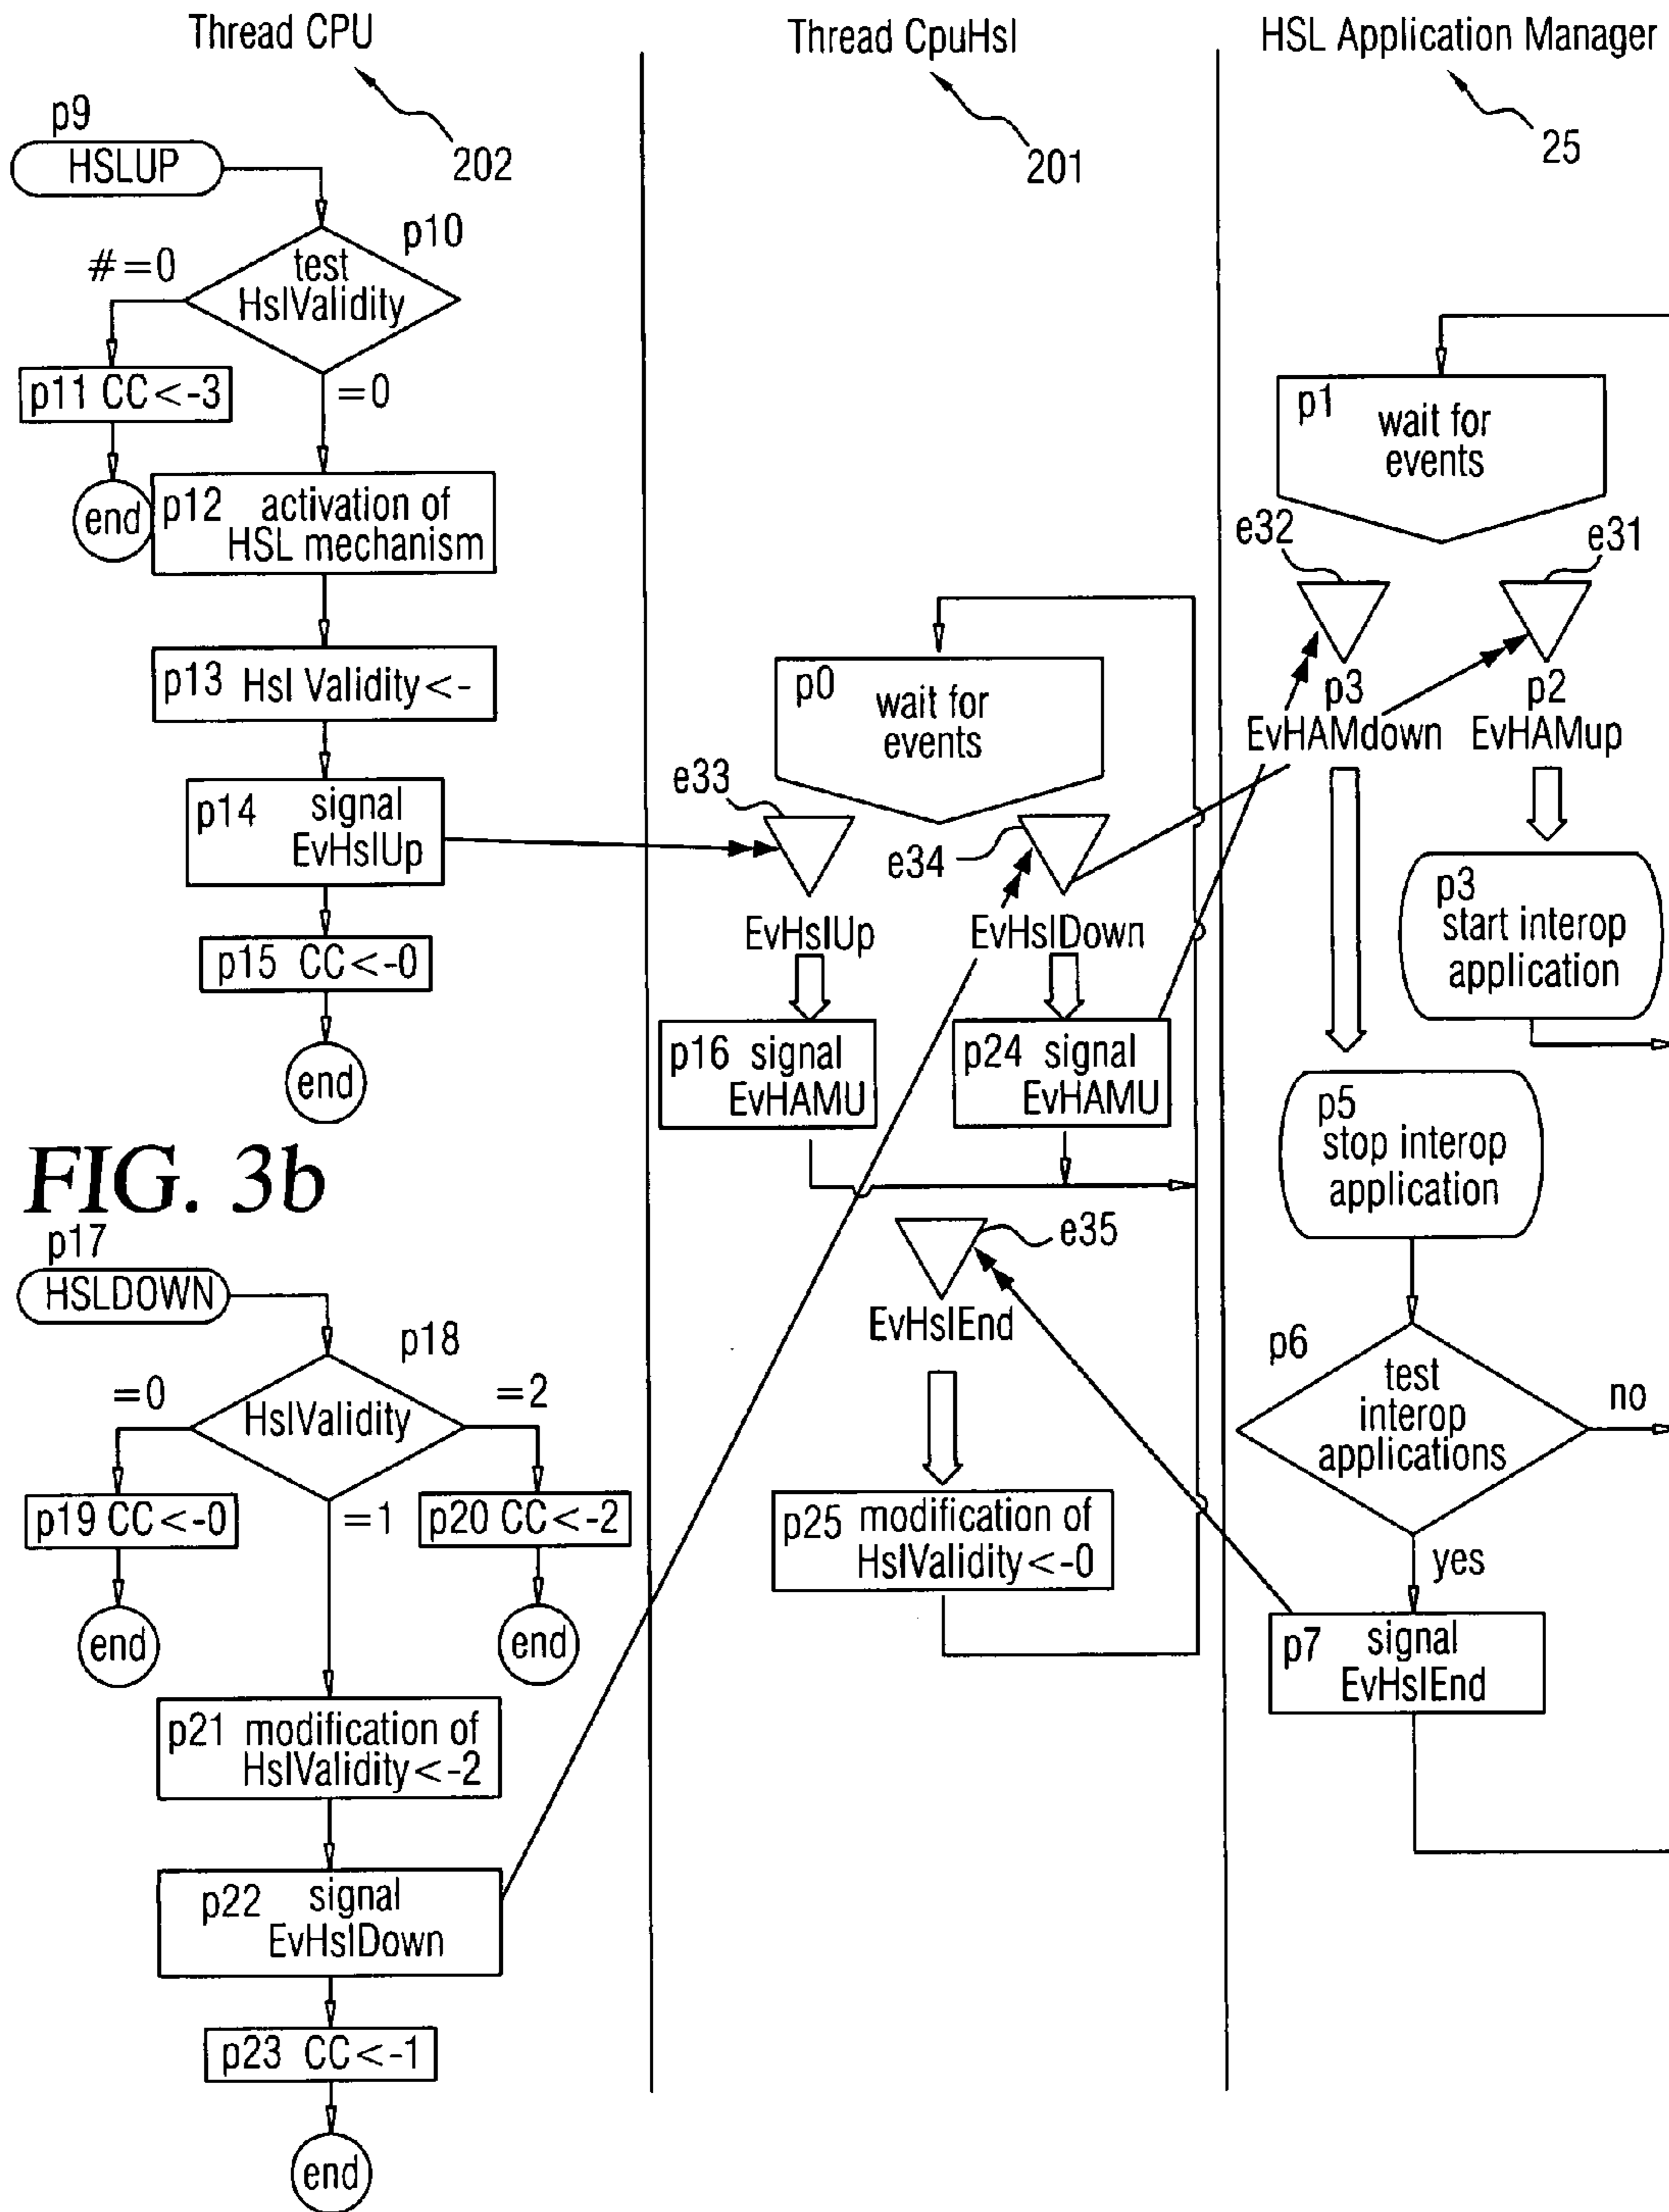 Thread CPU
202
p9
HSLUP
p10
test
HslValidity
#=0
=0
p11 CC<-3
end
p12 activation of
HSL mechanism
p13 Hsl Validity<-
p14 signal
EvHslUp
p15 CC<-0
end
FIG. 3b
p17
HSLDOWN
p18
HslValidity
=0
=2
=1
p19 CC<-0
p20 CC<-2
end
end
p21 modification of
HslValidity<-2
p22 signal
EvHslDown
p23 CC<-1
end
Thread CpuHsl
201
p0 wait for
events
e33
e34
EvHslUp
EvHslDown
p16 signal
EvHAMU
p24 signal
EvHAMU
e35
EvHslEnd
p25 modification of
HslValidity<-0
HSL Application Manager
25
p1 wait for
events
e32
e31
p3
EvHAMdown
p2
EvHAMup
p3
start interop
application
p5
stop interop
application
p6
test
interop
applications
no
yes
p7 signal
EvHslEnd